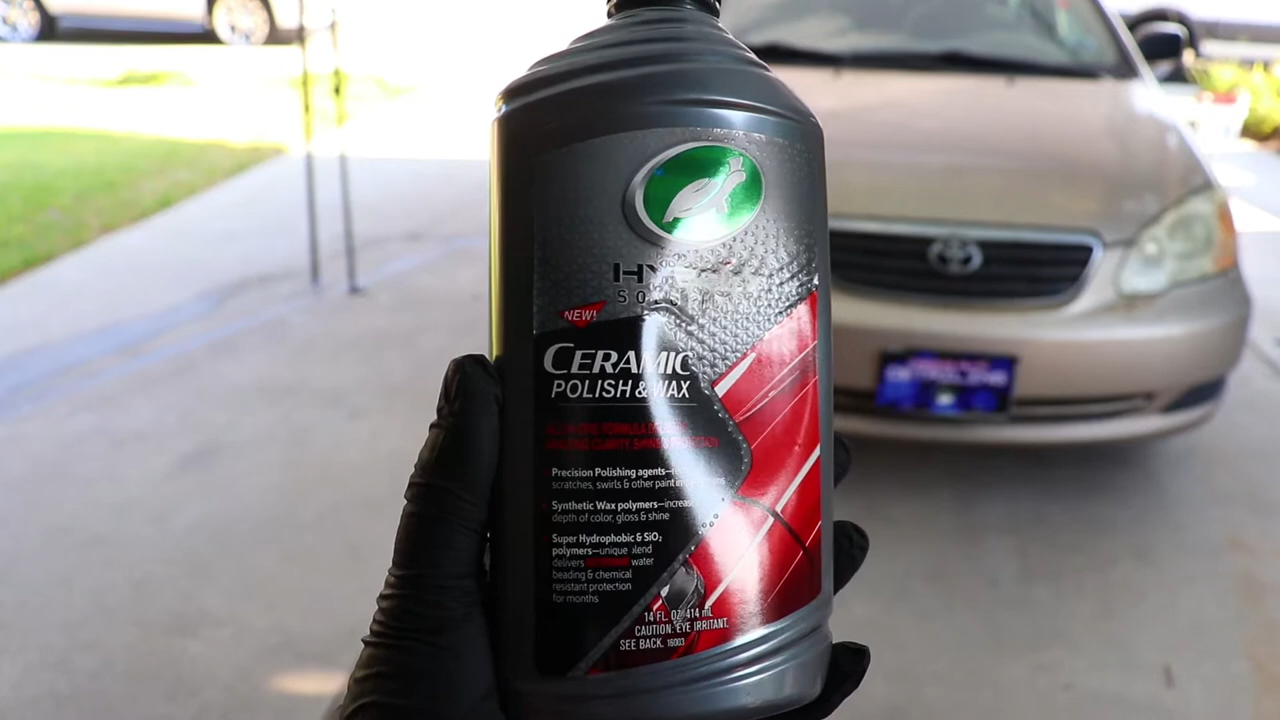 NEW!
CERAMIC
POLISH & WAX
Precision Polishing agents—
scratches, swirls & other paint
Synthetic Wax polymers—increase
depth of color, gloss & shine
Super Hydrophobic & SiO₂
polymers—unique blend
delivers water
beading & chemical
resistant protection
for months
14 FL. OZ 414 mL
CAUTION: EYE IRRITANT.
SEE BACK. 16003